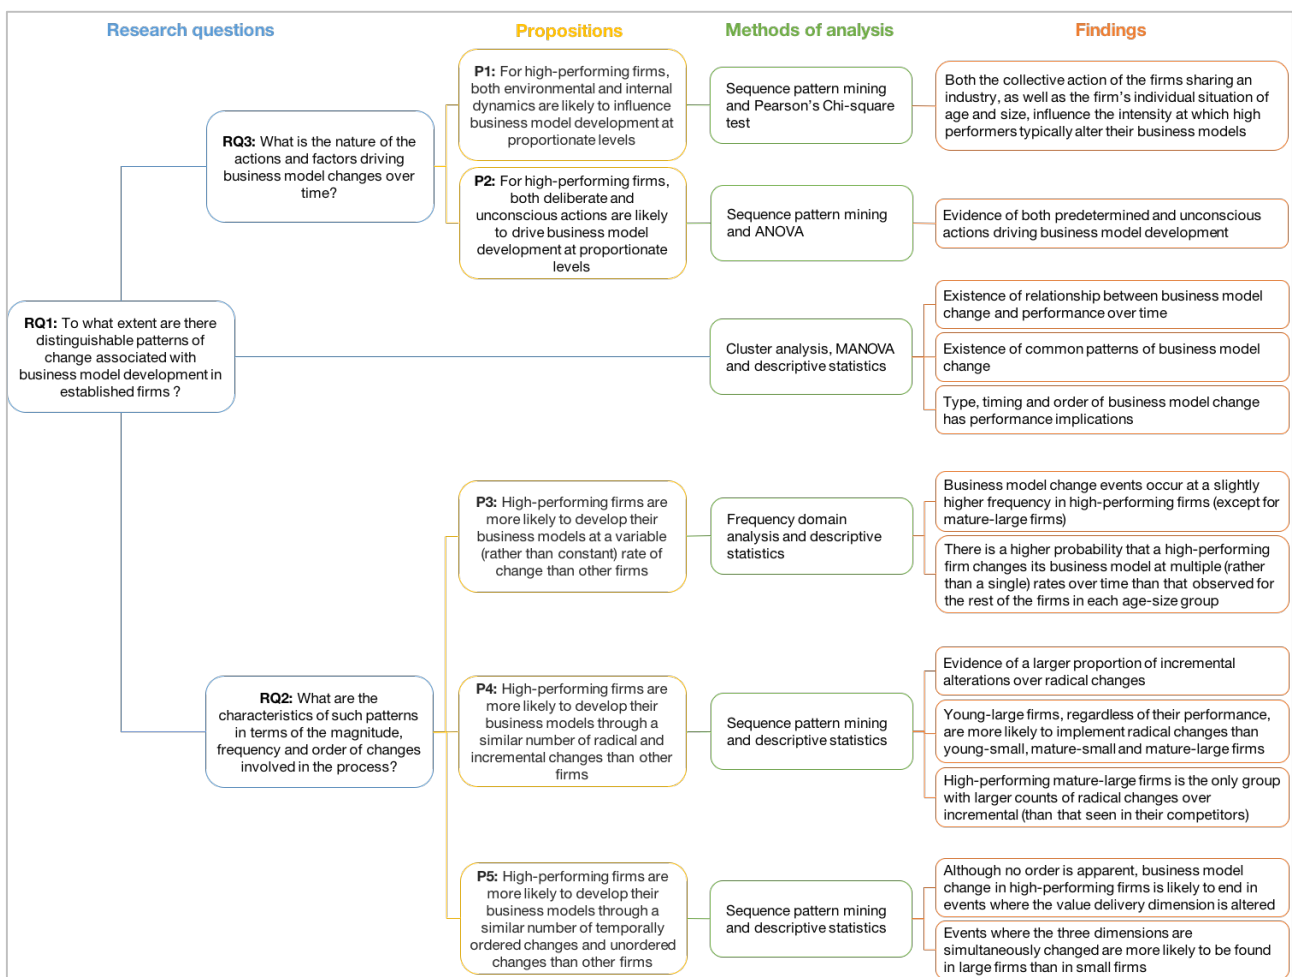 Research questions
Propositions
Methods of analysis
Findings
RQ1: To what extent are there
distinguishable patterns of
change associated with
business model development in
established firms ?
RQ3: What is the nature of the
actions and factors driving
business model changes over
time?
P1: For high-performing firms,
both environmental and internal
dynamics are likely to influence
business model development at
proportionate levels
Sequence pattern mining
and Pearson's Chi-square
test
Both the collective action of the firms sharing an
industry, as well as the firm's individual situation of
age and size, influence the intensity at which high
performers typically alter their business models
P2: For high-performing firms,
both deliberate and
unconscious actions are likely
to drive business model
development at proportionate
levels
Sequence pattern mining
and ANOVA
Evidence of both predetermined and unconscious
actions driving business model development
Cluster analysis, MANOVA
and descriptive statistics
Existence of relationship between business model
change and performance over time
Existence of common patterns of business model
change
Type, timing and order of business model change
has performance implications
RQ2: What are the
characteristics of such patterns
in terms of the magnitude,
frequency and order of changes
involved in the process?
P3: High-performing firms are
more likely to develop their
business models at a variable
(rather than constant) rate of
change than other firms
Frequency domain
analysis and descriptive
statistics
Business model change events occur at a slightly
higher frequency in high-performing firms (except for
mature-large firms)
There is a higher probability that a high-performing
firm changes its business model at multiple (rather
than a single) rates over time than that observed for
the rest of the firms in each age-size group
P4: High-performing firms are
more likely to develop their
business models through a
similar number of radical and
incremental changes than other
firms
Sequence pattern mining
and descriptive statistics
Evidence of a larger proportion of incremental
alterations over radical changes
Young-large firms, regardless of their performance,
are more likely to implement radical changes than
young-small, mature-small and mature-large firms
High-performing mature-large firms is the only group
with larger counts of radical changes over
incremental (than that seen in their competitors)
P5: High-performing firms are
more likely to develop their
business models through a
similar number of temporally
ordered changes and unordered
changes than other firms
Sequence pattern mining
and descriptive statistics
Although no order is apparent, business model
change in high-performing firms is likely to end in
events where the value delivery dimension is altered
Events where the three dimensions are
simultaneously changed are more likely to be found
in large firms than in small firms